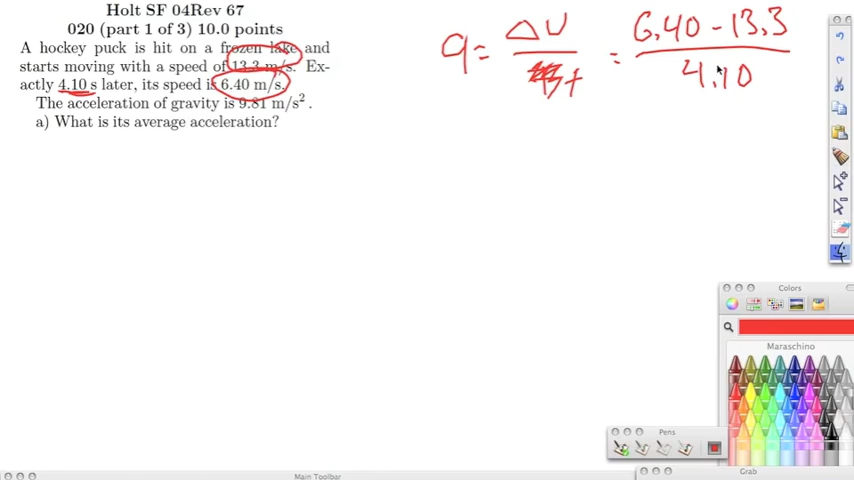 Holt SF 04Rev 67
020 (part 1 of 3) 10.0 points
A hockey puck is hit on a frozen lake and
starts moving with a speed of 13.3 m/s. Ex-
actly 4.10 s later, its speed is 6.40 m/s.
The acceleration of gravity is 9.81 m/s².
a) What is its average acceleration?
a = ΔV / t = 6.40 - 13.3 / 4.10
Colors
Maraschino
Pens
Grab
Main Toolbar